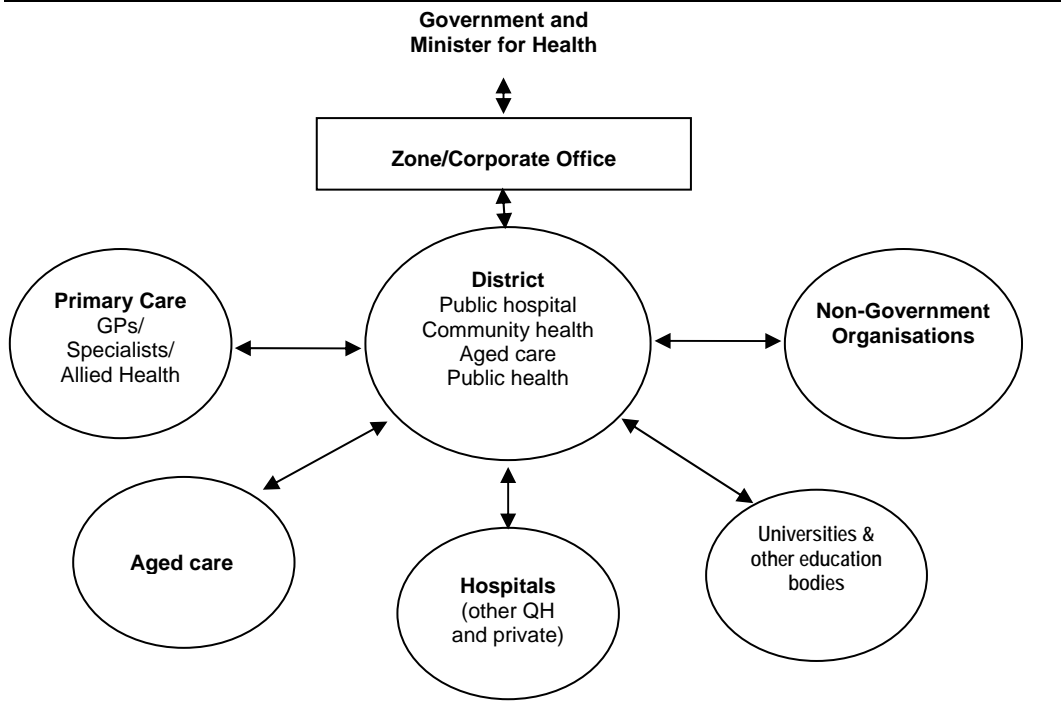 Government and
Minister for Health
Zone/Corporate Office
District
Public hospital
Community health
Aged care
Public health
Primary Care
GPs/
Specialists/
Allied Health
Non-Government
Organisations
Aged care
Hospitals
(other QH
and private)
Universities &
other education
bodies